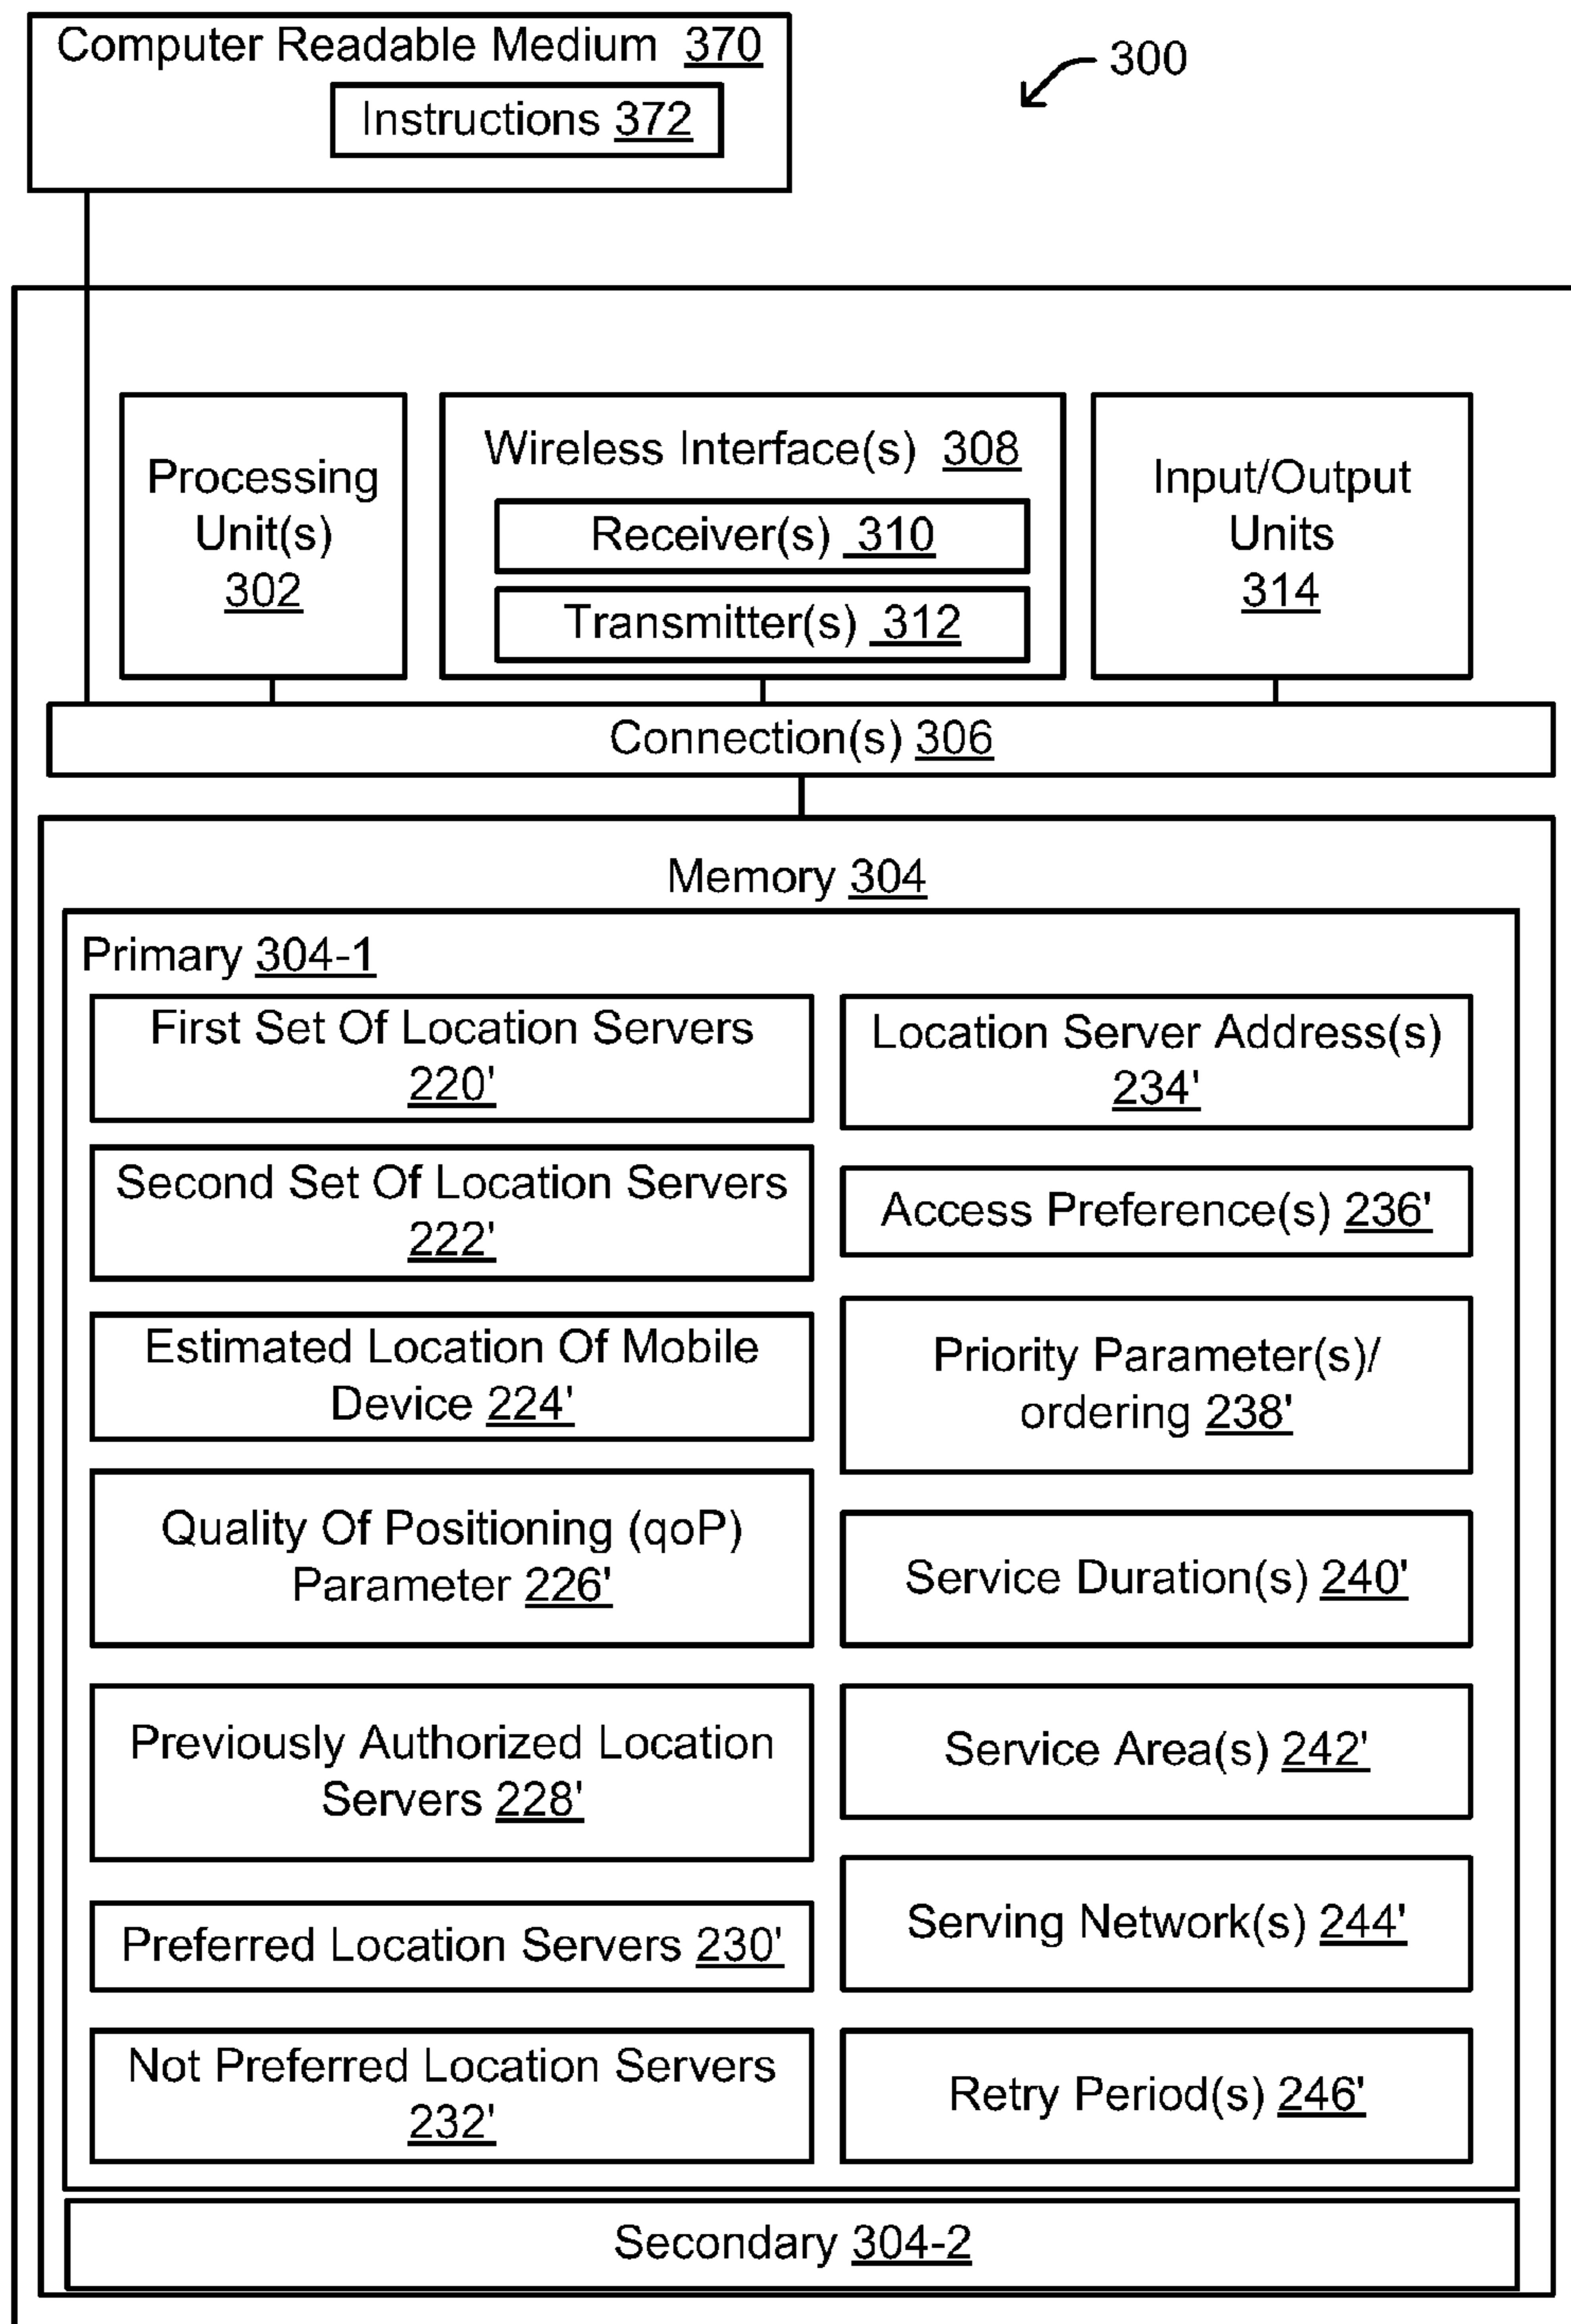 Computer Readable Medium 370
Instructions 372
300
Processing
Unit(s)
302
Wireless Interface(s) 308
Receiver(s) 310
Transmitter(s) 312
Input/Output
Units
314
Connection(s) 306
Memory 304
Primary 304-1
First Set Of Location Servers
220'
Second Set Of Location Servers
222'
Estimated Location Of Mobile
Device 224'
Quality Of Positioning (qoP)
Parameter 226'
Previously Authorized Location
Servers 228'
Preferred Location Servers 230'
Not Preferred Location Servers
232'
Location Server Address(s)
234'
Access Preference(s) 236'
Priority Parameter(s)/
ordering 238'
Service Duration(s) 240'
Service Area(s) 242'
Serving Network(s) 244'
Retry Period(s) 246'
Secondary 304-2